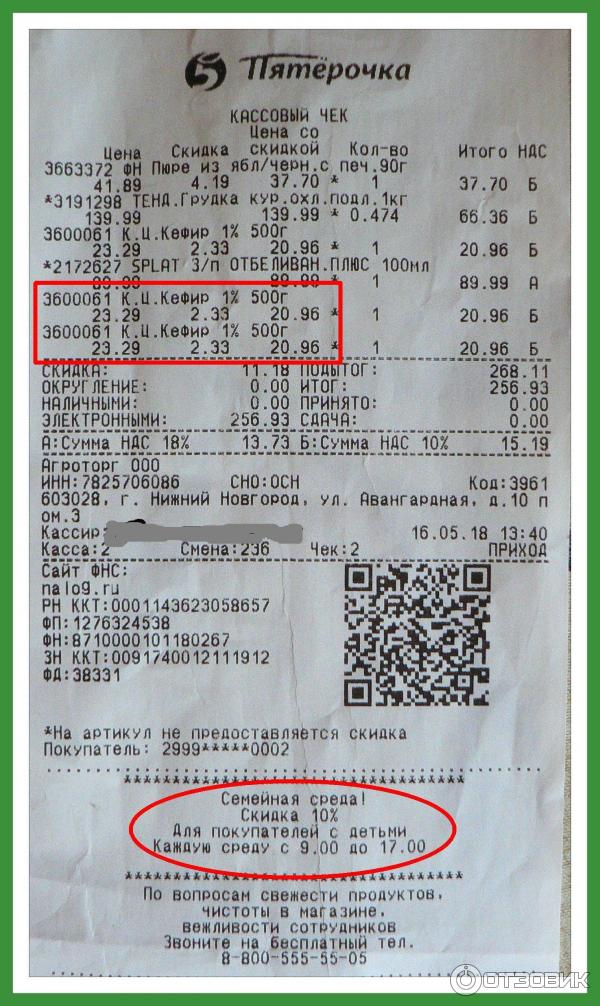 Пятёрочка
КАССОВЫЙ ЧЕК
Цена со
Цена Скидка скидкой Кол-во Итого НДС
3663372 ФН Пюре из ябл/черн.с печ.90г
41.89 4.19 37.70 * 1 37.70 Б
*3191298 ТЕНД.Грудка кур.охл.подл.1кг
139.99 139.99 * 0.474 66.36 Б
3600061 К.Ц.Кефир 1% 500г
23.29 2.33 20.96 * 1 20.96 Б
*2172627 SPLAT З/п ОТБЕЛИВАН.ПЛЮС 100мл
89.99 89.99 * 1 89.99 А
3600061 К.Ц.Кефир 1% 500г
23.29 2.33 20.96 * 1 20.96 Б
3600061 К.Ц.Кефир 1% 500г
23.29 2.33 20.96 * 1 20.96 Б
СКИДКА: 11.18 ПОДЫТОГ: 268.11
ОКРУГЛЕНИЕ: 0.00 ИТОГ: 256.93
НАЛИЧНЫМИ: 0.00 ПРИНЯТО: 0.00
ЭЛЕКТРОННЫМИ: 256.93 СДАЧА: 0.00
А:Сумма НДС 18% 13.73 Б:Сумма НДС 10% 15.19
Агроторг ООО
ИНН:7825706086 СНО:ОСН Код:3961
603028, г. Нижний Новгород, ул. Авангардная, д.10 п
ом.3
Кассир: 16.05.18 13:40
Касса:2 Смена:236 Чек:2 ПРИХОД
Сайт ФНС:
nalog.ru
РН ККТ:0001143623058657
ФП:1276324538
ФН:8710000101180267
ЗН ККТ:0091740012111912
ФД:38331
*На артикул не предоставляется скидка
Покупатель: 2999*****0002
***********************************
Семейная среда!
Скидка 10%
Для покупателей с детьми
Каждую среду с 9.00 до 17.00
***********************************
По вопросам свежести продуктов,
чистоты в магазине,
вежливости сотрудников
Звоните на бесплатный тел.
8-800-555-55-05
ОТЗОВИК